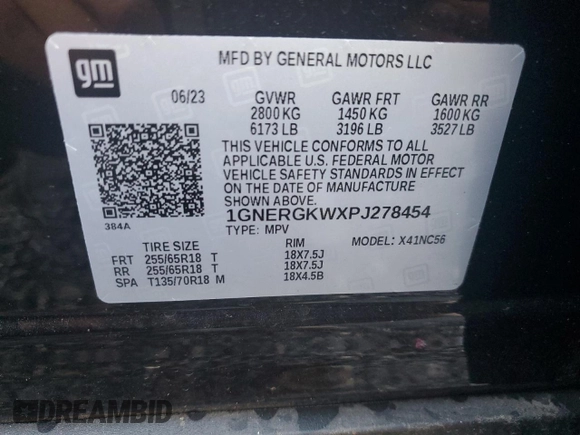 gm
MFD BY GENERAL MOTORS LLC
06/23 GVWR GAWR FRT GAWR RR
2800 KG 1450 KG 1600 KG
6173 LB 3196 LB 3527 LB
THIS VEHICLE CONFORMS TO ALL
APPLICABLE U.S. FEDERAL MOTOR
VEHICLE SAFETY STANDARDS IN EFFECT
ON THE DATE OF MANUFACTURE
SHOWN ABOVE.
384A
1GNERGKWXPJ278454
TYPE: MPV MODEL: X41NC56
TIRE SIZE RIM
FRT 255/65R18 T 18X7.5J
RR 255/65R18 T 18X7.5J
SPA T135/70R18 M 18X4.5B
DREAMBID